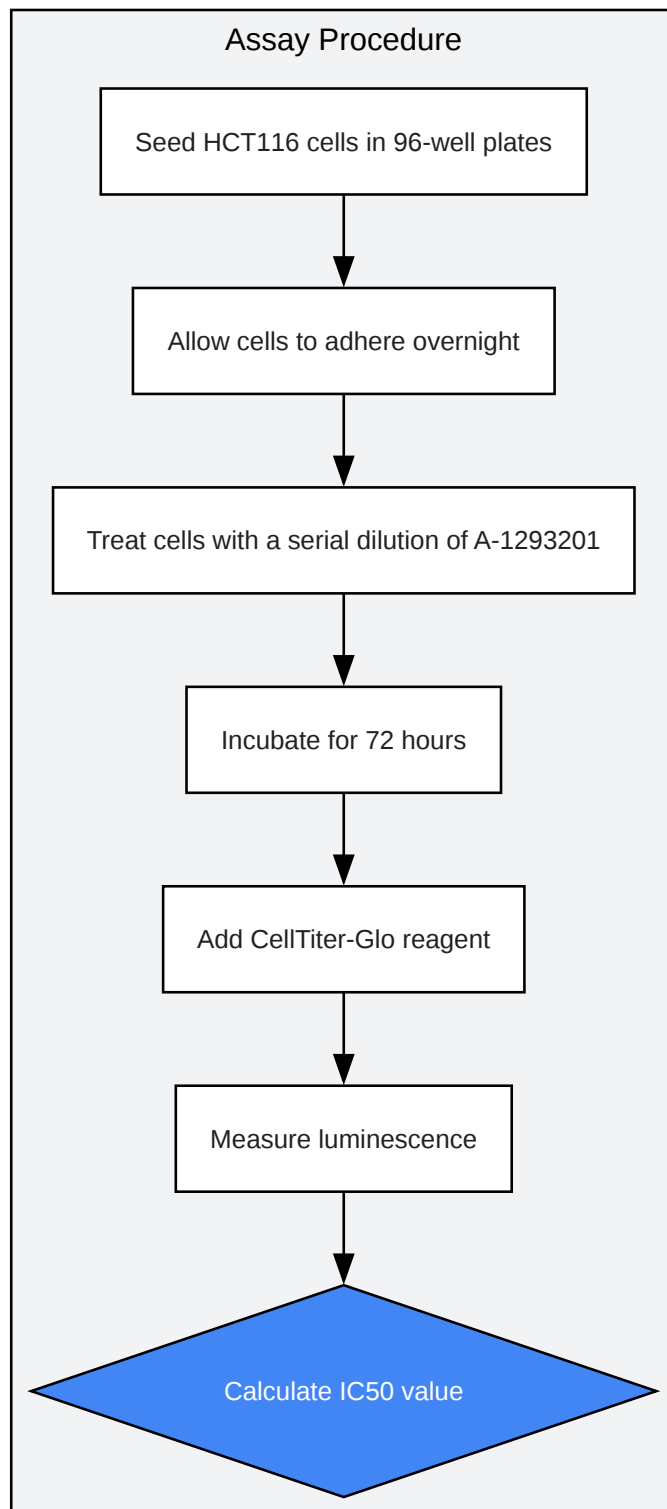 Assay Procedure
Seed HCT116 cells in 96-well plates
Allow cells to adhere overnight
Treat cells with a serial dilution of A-1293201
Incubate for 72 hours
Add CellTiter-Glo reagent
Measure luminescence
Calculate IC50 value